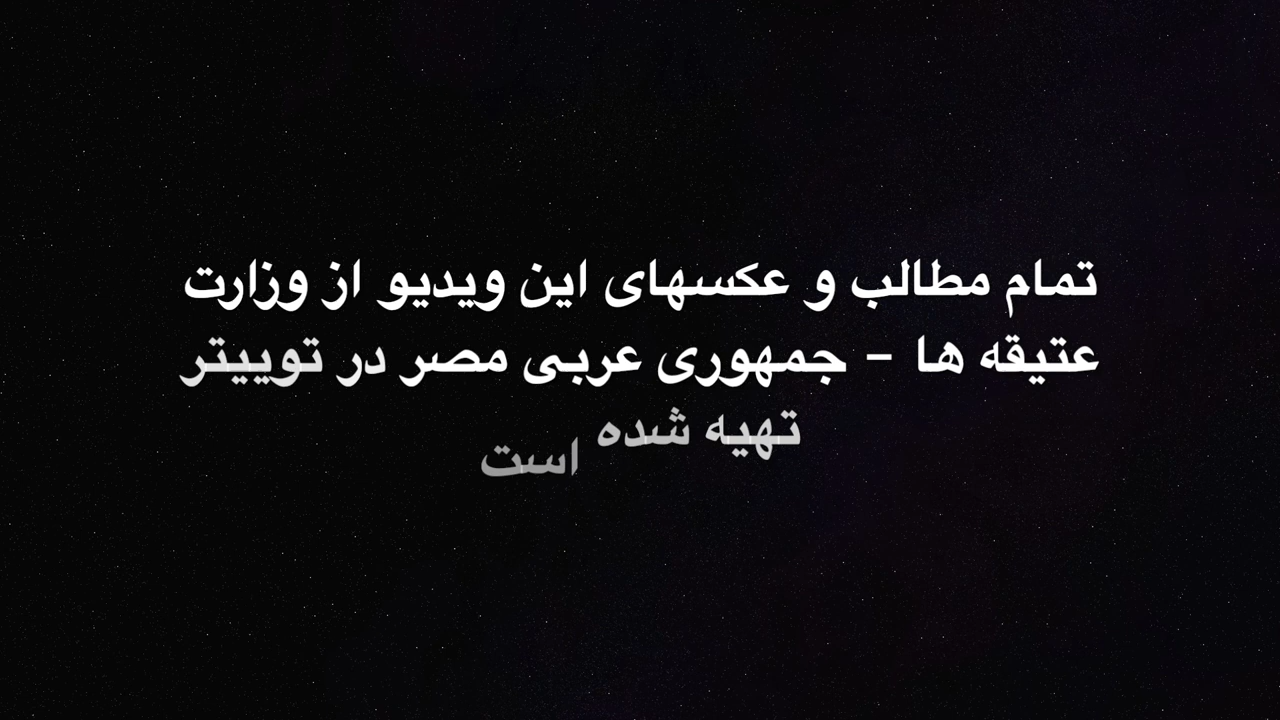 تمام مطالب و عکسهای این ویدیو از وزارت
عتیقه ها - جمهوری عربی مصر در توییتر
تهیه شده است